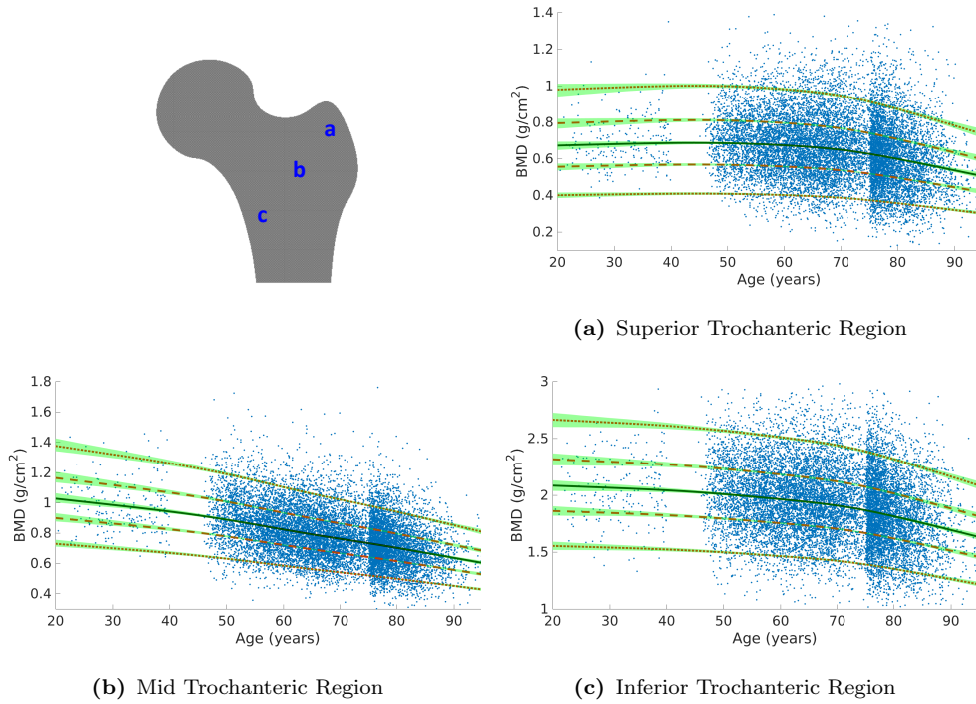 a
b
c
1.4
1.2
1
0.8
0.6
0.4
0.2
BMD (g/cm²)
20 30 40 50 60 70 80 90
Age (years)
(a) Superior Trochanteric Region
1.8
1.6
1.4
1.2
1
0.8
0.6
0.4
BMD (g/cm²)
20 30 40 50 60 70 80 90
Age (years)
(b) Mid Trochanteric Region
3
2.5
2
1.5
1
BMD (g/cm²)
20 30 40 50 60 70 80 90
Age (years)
(c) Inferior Trochanteric Region